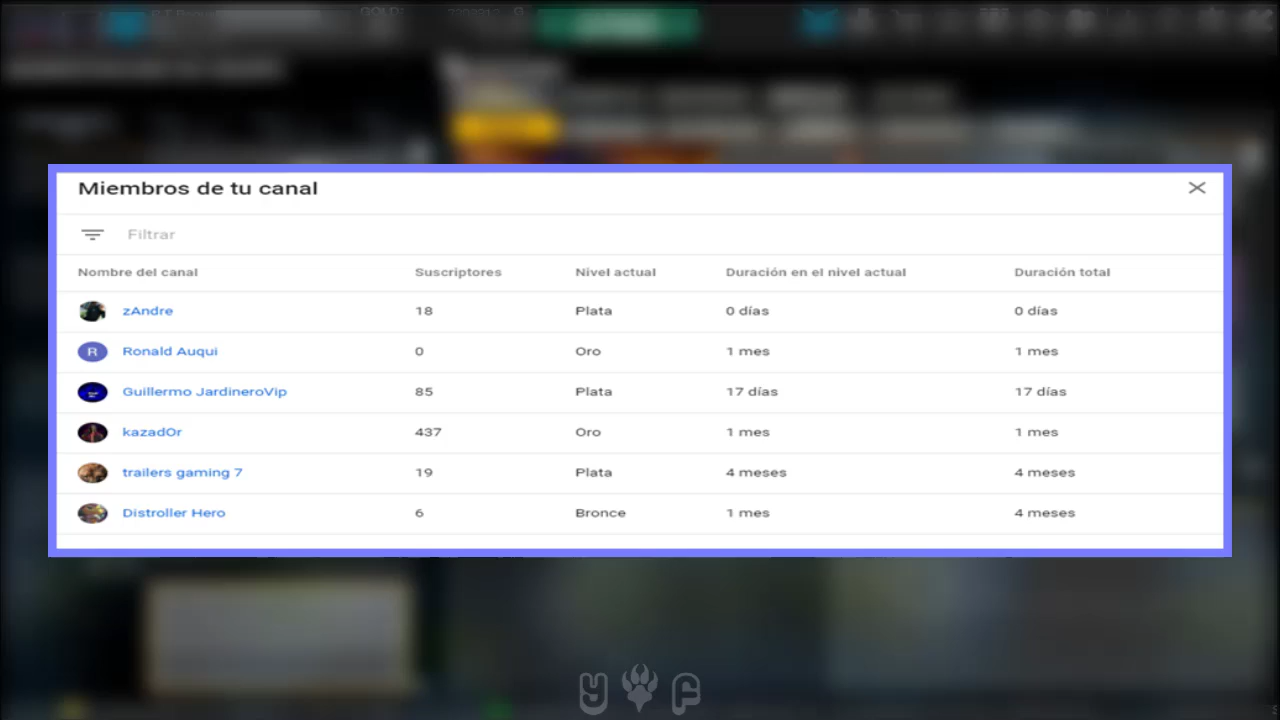 Miembros de tu canal
Filtrar
Nombre del canal Suscriptores Nivel actual Duración en el nivel actual Duración total
zAndre 18 Plata 0 días 0 días
R Ronald Auqui 0 Oro 1 mes 1 mes
Guillermo JardineroVip 85 Plata 17 días 17 días
kazad0r 437 Oro 1 mes 1 mes
trailers gaming 7 19 Plata 4 meses 4 meses
Distroller Hero 6 Bronce 1 mes 4 meses